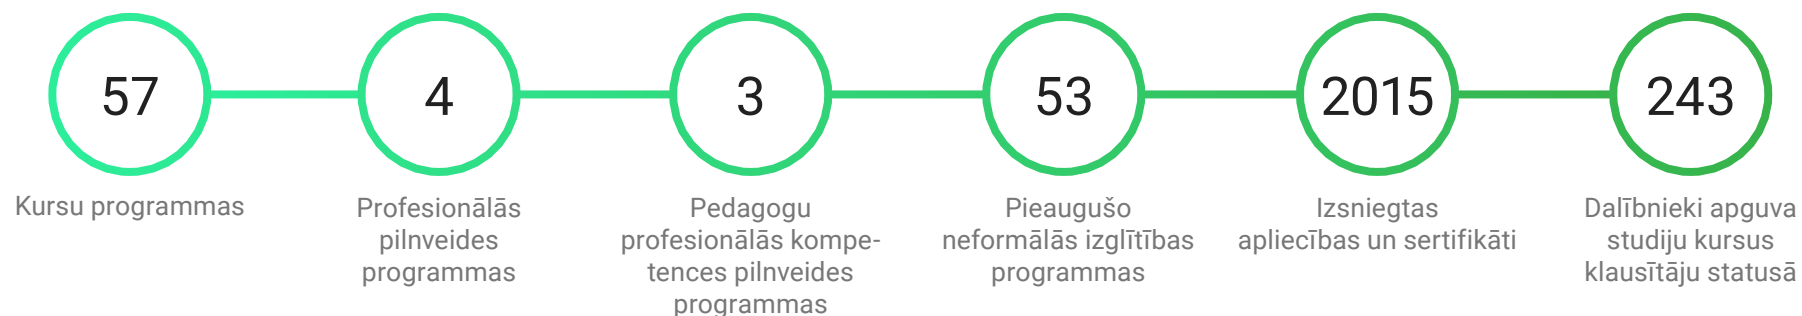 57
Kursu programmas
4
Profesionālās
pilnveides
programmas
3
Pedagogu
profesionālās kompe-
tences pilnveides
programmas
53
Pieaugušo
neformālās izglītības
programmas
2015
Izsniegtas
apliecības un sertifikāti
243
Dalībnieki apguva
studiju kursus
klausītāju statusā